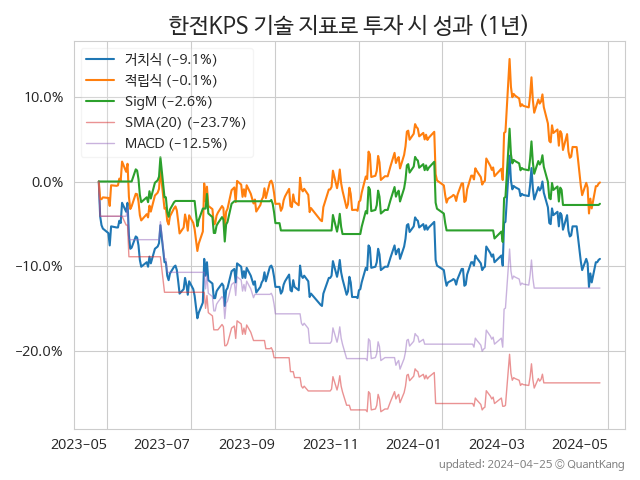 한전KPS 기술 지표로 투자 시 성과 (1년)
거치식 (−9.1%)
적립식 (−0.1%)
SigM (−2.6%)
SMA(20) (−23.7%)
MACD (−12.5%)
10.0%
0.0%
−10.0%
−20.0%
2023-05 2023-07 2023-09 2023-11 2024-01 2024-03 2024-05
updated: 2024-04-25 © QuantKang